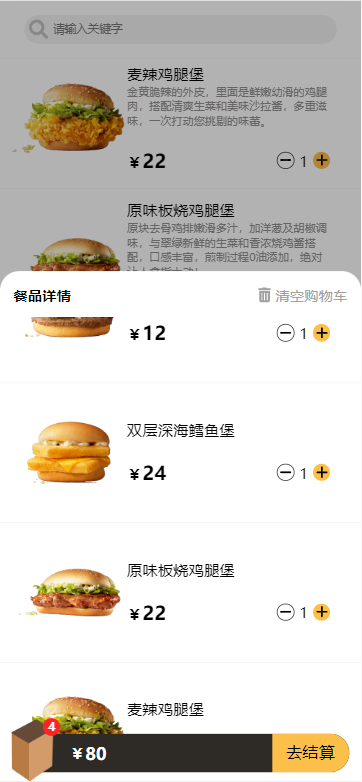 请输入关键字
麦辣鸡腿堡
金黄脆辣的外皮，里面是鲜嫩幼滑的鸡腿
肉，搭配清爽生菜和美味沙拉酱，多重滋
味，一次打动您挑剔的味蕾。
￥22
1
原味板烧鸡腿堡
原块去骨鸡排嫩滑多汁，加洋葱及胡椒调
味，与翠绿新鲜的生菜和香浓烧鸡酱搭
配，口感丰富，煎制过程0油添加，绝对
餐品详情
清空购物车
￥12
1
双层深海鳕鱼堡
￥24
1
原味板烧鸡腿堡
￥22
1
麦辣鸡腿堡
4
￥80
去结算